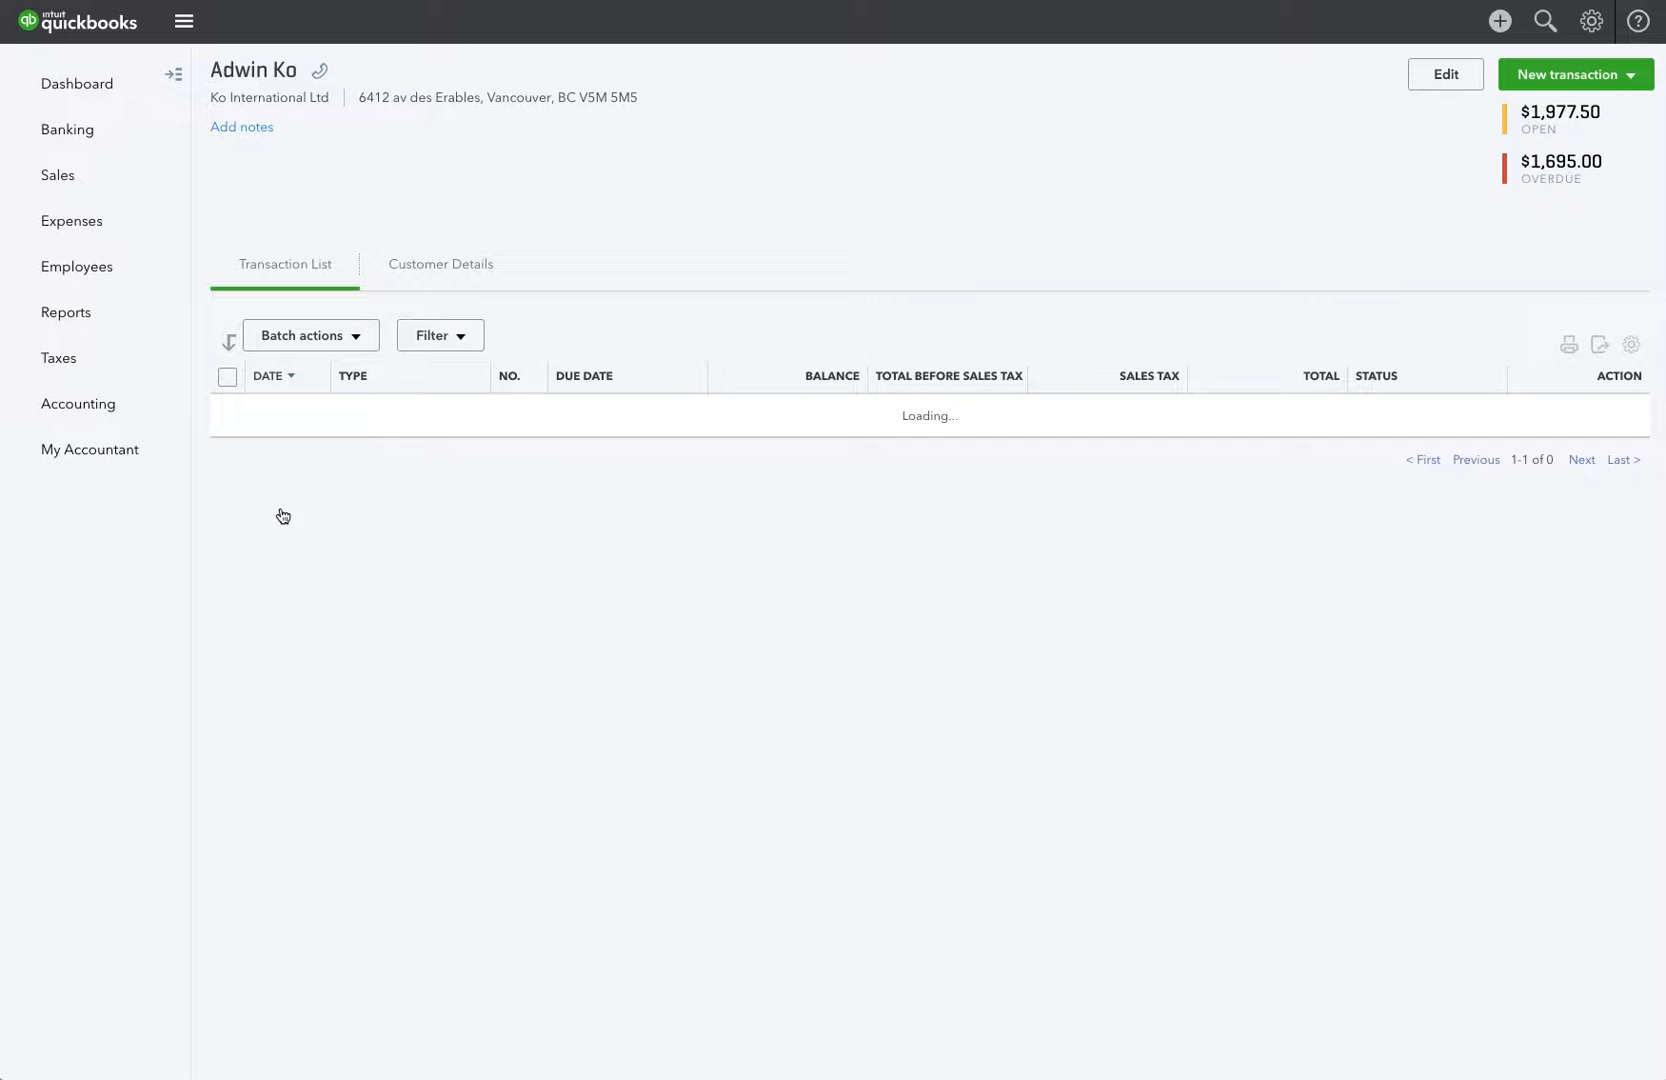 intuit
qb quickbooks
Dashboard
Banking
Sales
Expenses
Employees
Reports
Taxes
Accounting
My Accountant
Adwin Ko
Ko International Ltd
6412 av des Erables, Vancouver, BC V5M 5M5
Add notes
Edit
New transaction
$1,977.50
OPEN
$1,695.00
OVERDUE
Transaction List
Customer Details
Batch actions
Filter
DATE TYPE NO. DUE DATE BALANCE TOTAL BEFORE SALES TAX SALES TAX TOTAL STATUS ACTION
Loading...
< First Previous 1-1 of 0 Next Last >